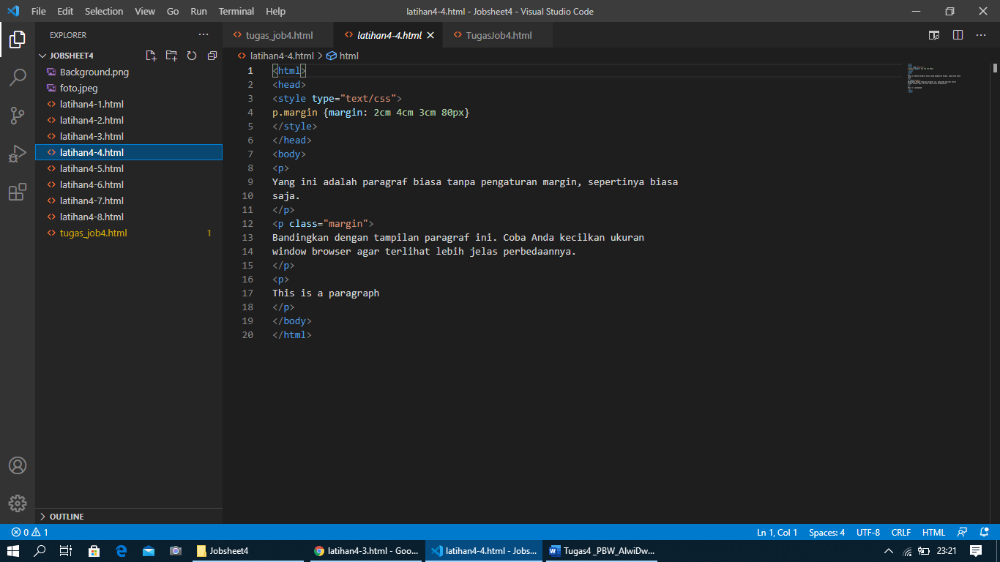 File Edit Selection View Go Run Terminal Help latihan4-4.html - Jobsheet4 - Visual Studio Code
EXPLORER
JOBSHEET4
Background.png
foto.jpeg
latihan4-1.html
latihan4-2.html
latihan4-3.html
latihan4-4.html
latihan4-5.html
latihan4-6.html
latihan4-7.html
latihan4-8.html
tugas_job4.html 1
OUTLINE
tugas_job4.html latihan4-4.html TugasJob4.html
latihan4-4.html html
1 <html>
2 <head>
3 <style type="text/css">
4 p.margin {margin: 2cm 4cm 3cm 80px}
5 </style>
6 </head>
7 <body>
8 <p>
9 Yang ini adalah paragraf biasa tanpa pengaturan margin, sepertinya biasa
10 saja.
11 </p>
12 <p class="margin">
13 Bandingkan dengan tampilan paragraf ini. Coba Anda kecilkan ukuran
14 window browser agar terlihat lebih jelas perbedaannya.
15 </p>
16 <p>
17 This is a paragraph
18 </p>
19 </body>
20 </html>
0 1 Ln 1, Col 1 Spaces: 4 UTF-8 CRLF HTML
Jobsheet4 latihan4-3.html - Goo... latihan4-4.html - Jobs... Tugas4_PBW_AlwiDw... 23:21